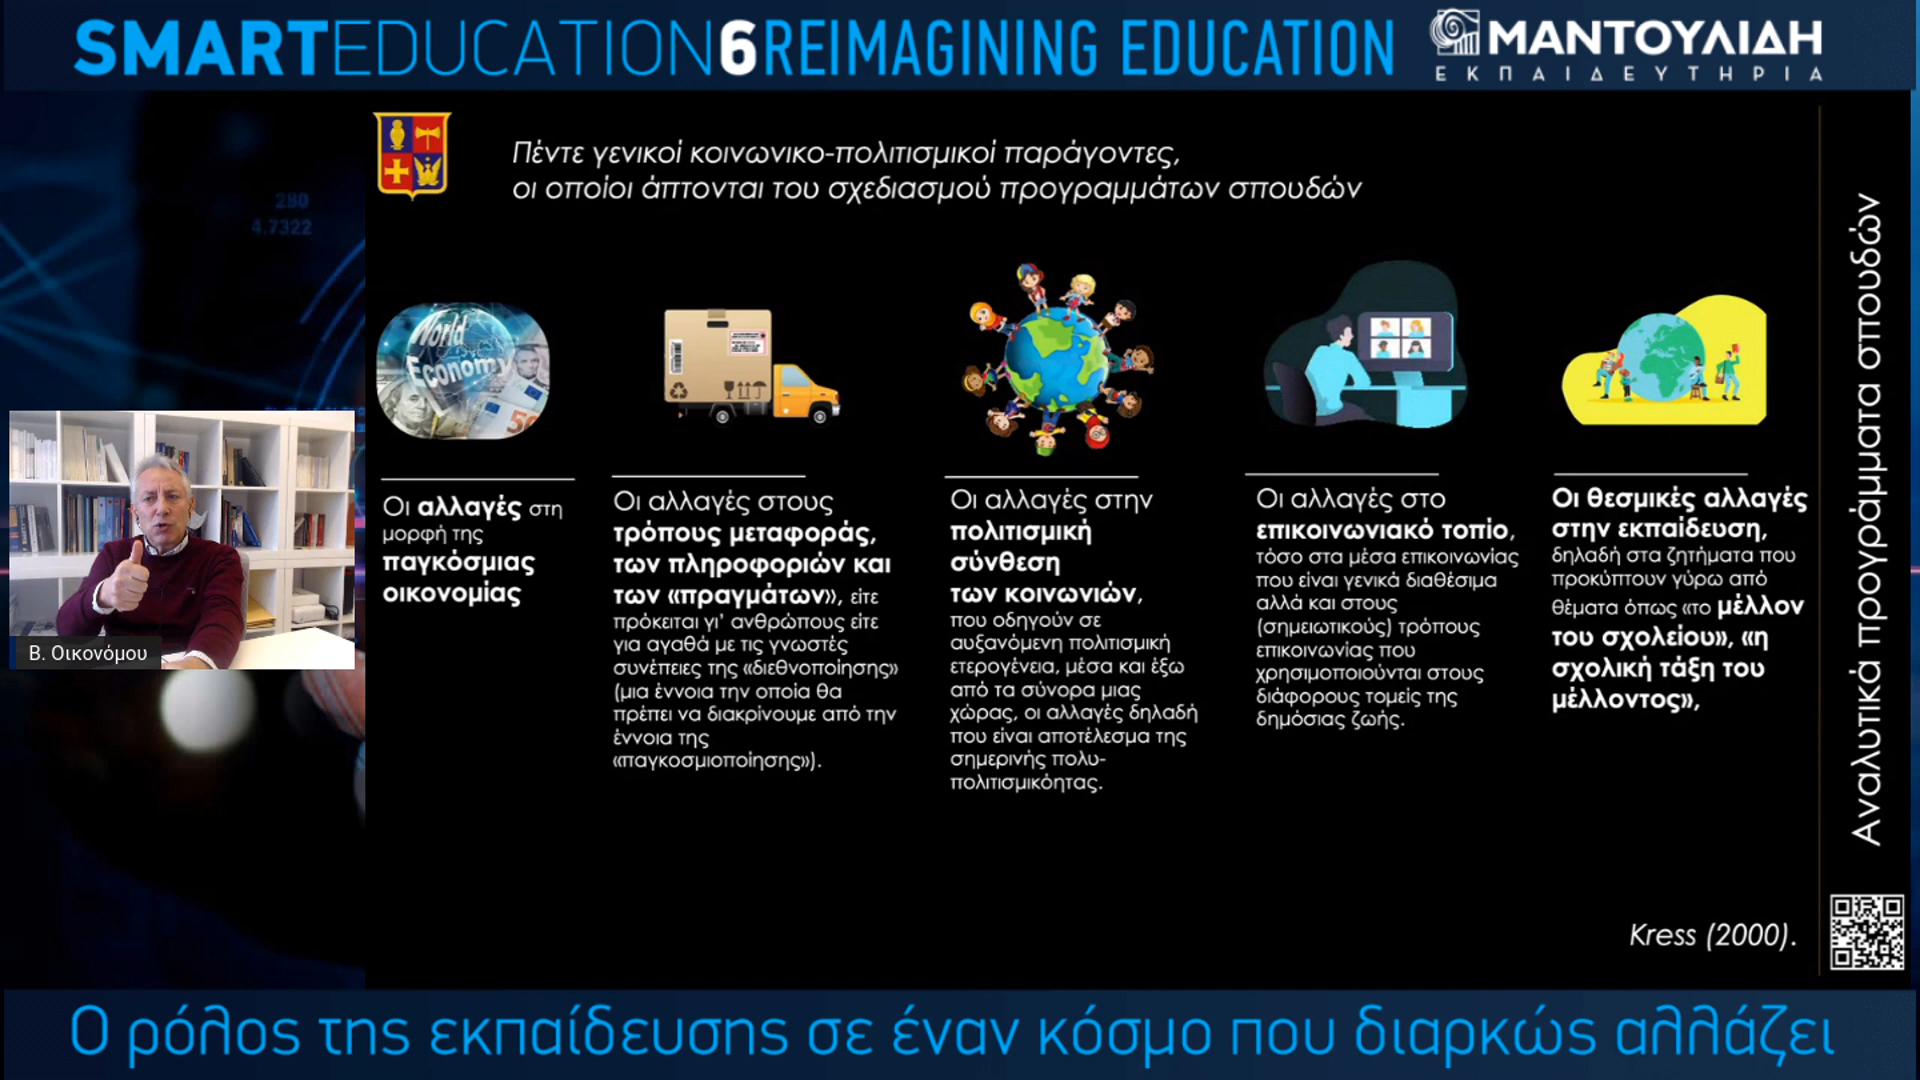 SMARTEDUCATION6 REIMAGINING EDUCATION
ΜΑΝΤΟΥΛΙΔΗ
ΕΚΠΑΙΔΕΥΤΗΡΙΑ
280
4.7322
Πέντε γενικοί κοινωνικο-πολιτισμικοί παράγοντες,
οι οποίοι άπτονται του σχεδιασμού προγραμμάτων σπουδών
World
Economy
Οι αλλαγές στη
μορφή της
παγκόσμιας
οικονομίας
Οι αλλαγές στους
τρόπους μεταφοράς,
των πληροφοριών και
των «πραγμάτων», είτε
πρόκειται γι' ανθρώπους είτε
για αγαθά με τις γνωστές
συνέπειες της «διεθνοποίησης»
(μια έννοια την οποία θα
πρέπει να διακρίνουμε από την
έννοια της
«παγκοσμιοποίησης»).
Οι αλλαγές στην
πολιτισμική
σύνθεση
των κοινωνιών,
που οδηγούν σε
αυξανόμενη πολιτισμική
ετερογένεια, μέσα και έξω
από τα σύνορα μιας
χώρας, οι αλλαγές δηλαδή
που είναι αποτέλεσμα της
σημερινής πολυ-
πολιτισμικότητας.
Οι αλλαγές στο
επικοινωνιακό τοπίο,
τόσο στα μέσα επικοινωνίας
που είναι γενικά διαθέσιμα
αλλά και στους
(σημειωτικούς) τρόπους
επικοινωνίας που
χρησιμοποιούνται στους
διάφορους τομείς της
δημόσιας ζωής.
Οι θεσμικές αλλαγές
στην εκπαίδευση,
δηλαδή στα ζητήματα που
προκύπτουν γύρω από
θέματα όπως «το μέλλον
του σχολείου», «η
σχολική τάξη του
μέλλοντος»,
Αναλυτικά προγράμματα σπουδών
Kress (2000).
Β. Οικονόμου
Ο ρόλος της εκπαίδευσης σε έναν κόσμο που διαρκώς αλλάζει